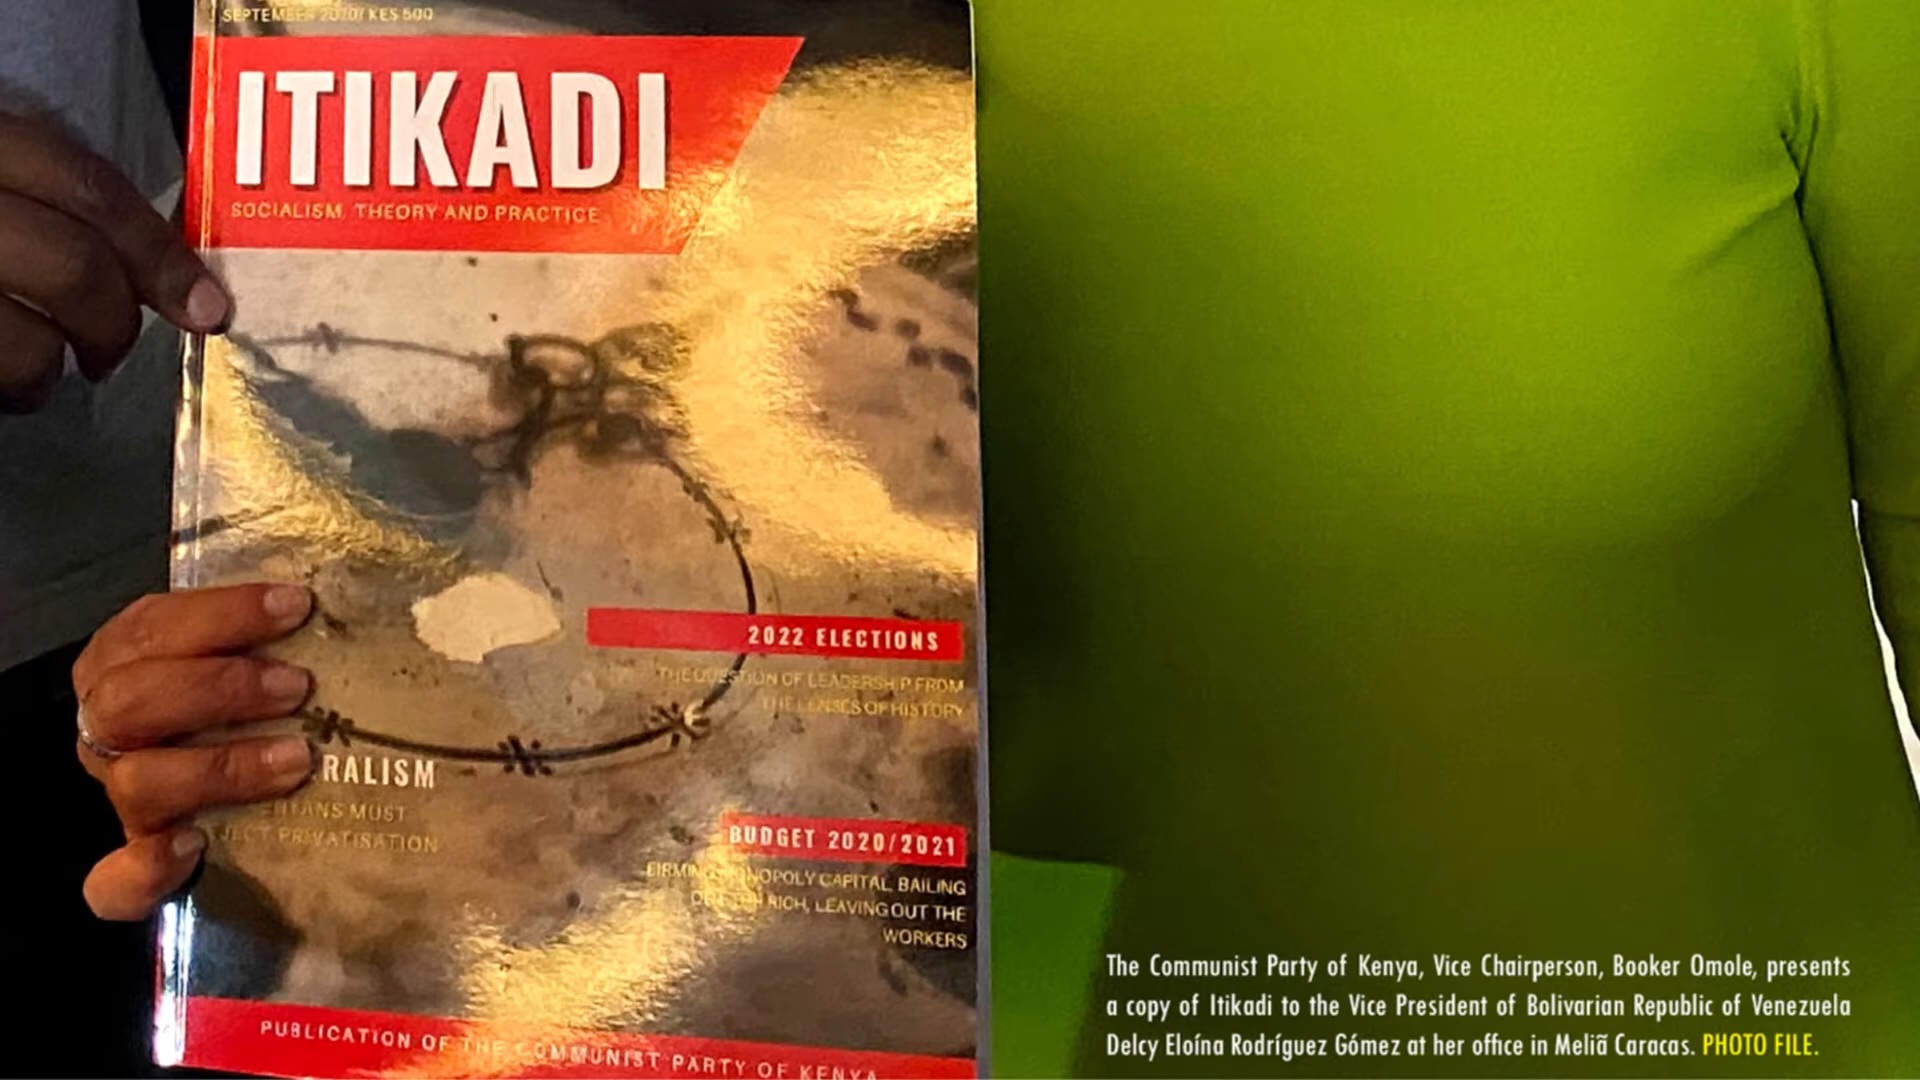 SEPTEMBER 2020/ KES 500
ITIKADI
SOCIALISM, THEORY AND PRACTICE
2022 ELECTIONS
THE QUESTION OF LEADERSHIP FROM
THE LENSES OF HISTORY
RALISM
MUST
PRIVATISATION
BUDGET 2020/2021
MONOPOLY CAPITAL, BAILING
RICH, LEAVING OUT THE
WORKERS
PUBLICATION OF THE COMMUNIST PARTY OF KENYA
The Communist Party of Kenya, Vice Chairperson, Booker Omole, presents
a copy of Itikadi to the Vice President of Bolivarian Republic of Venezuela
Delcy Eloína Rodríguez Gómez at her office in Meliã Caracas. PHOTO FILE.